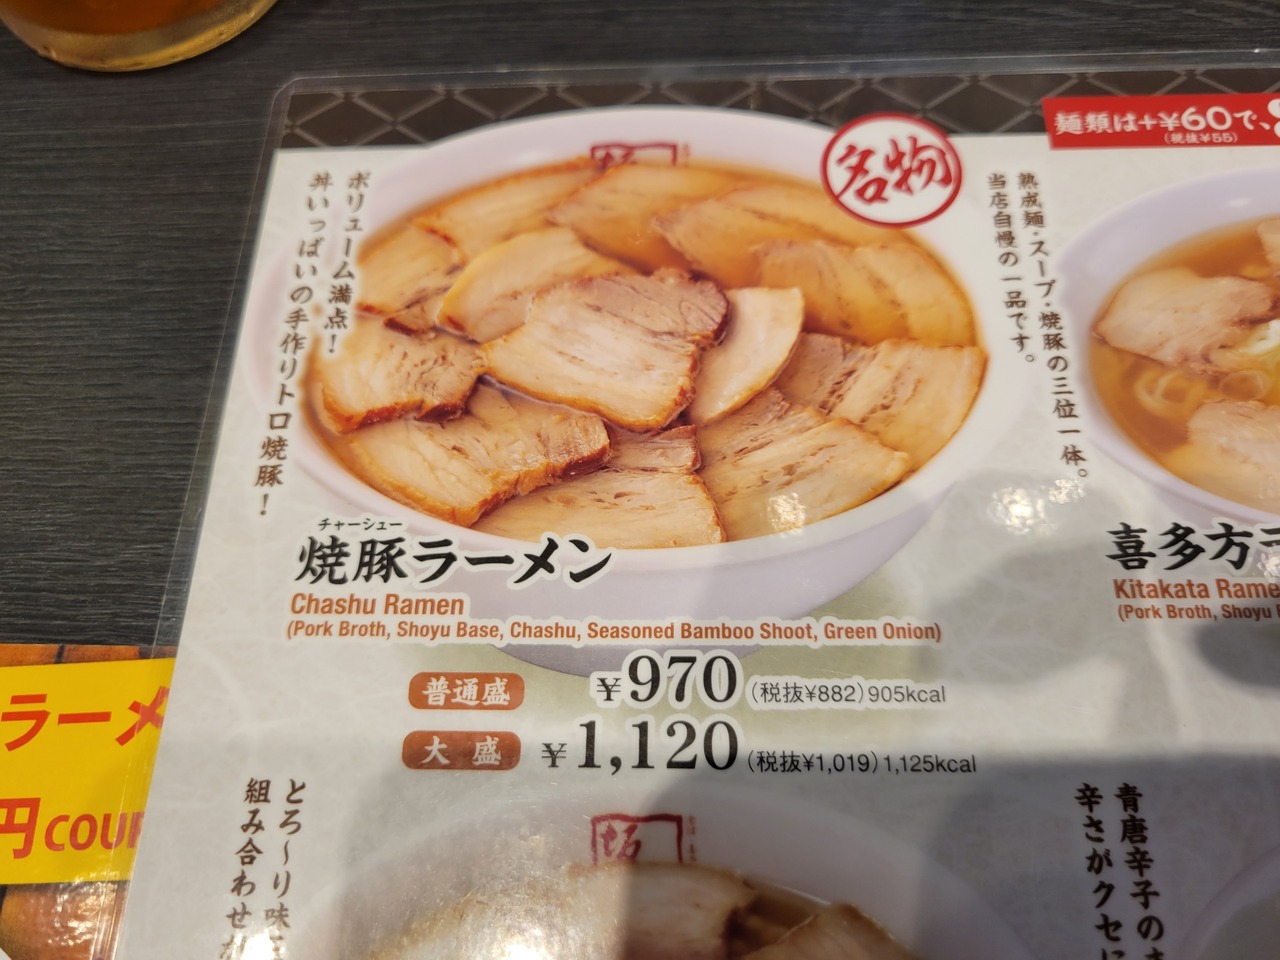 麺類は+¥60で、
(税抜¥55)
名物
ボリューム満点！
丼いっぱいの手作りトロ焼豚！
熟成麺・スープ・焼豚の三位一体。
当店自慢の一品です。
坂
チャーシュー
焼豚ラーメン
Chashu Ramen
(Pork Broth, Shoyu Base, Chashu, Seasoned Bamboo Shoot, Green Onion)
普通盛 ¥970 (税抜¥882) 905kcal
大盛 ¥1,120 (税抜¥1,019) 1,125kcal
喜多方
Kitakata Rame
(Pork Broth, Shoyu
ラーメ
円COU
とろ～り味
組み合わせ
坂
青唐辛子の
辛さがクセに